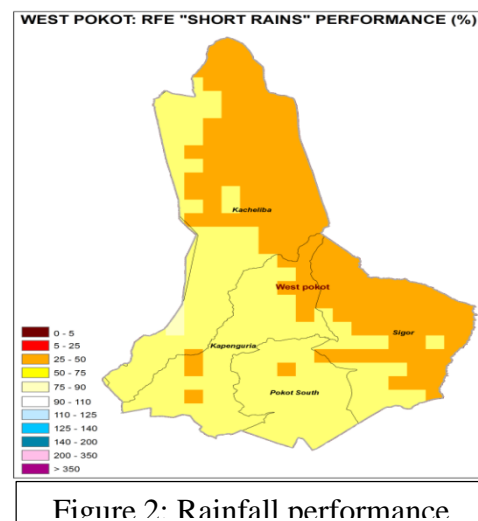 WEST POKOT: RFE "SHORT RAINS" PERFORMANCE (%)
Kacheliba
West pokot
Sigor
Kapenguria
Pokot South
0 - 5
5 - 25
25 - 50
50 - 75
75 - 90
90 - 110
110 - 125
125 - 140
140 - 200
200 - 350
> 350
Figure 2: Rainfall performance